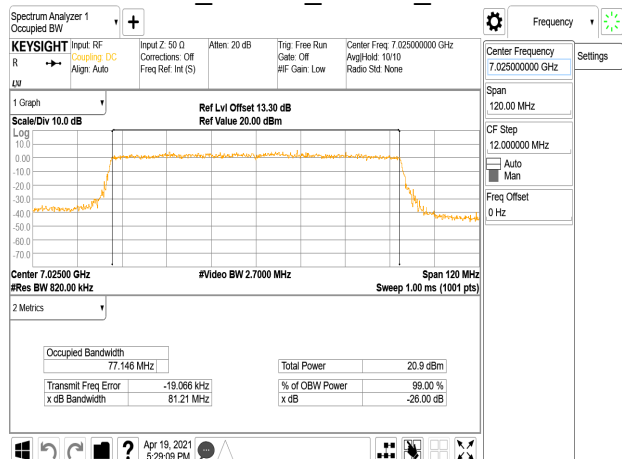 Spectrum Analyzer 1
Occupied BW
Frequency
KEYSIGHT
R
Input: RF
Coupling: DC
Align: Auto
Input Z: 50 Ω
Corrections: Off
Freq Ref: Int (S)
Atten: 20 dB
Trig: Free Run
Gate: Off
#IF Gain: Low
Center Freq: 7.025000000 GHz
Avg|Hold: 10/10
Radio Std: None
Center Frequency
7.025000000 GHz
Settings
Span
120.00 MHz
CF Step
12.000000 MHz
Auto
Man
Freq Offset
0 Hz
1 Graph
Scale/Div 10.0 dB
Ref Lvl Offset 13.30 dB
Ref Value 20.00 dBm
Log
10.0
0.00
-10.0
-20.0
-30.0
-40.0
-50.0
-60.0
-70.0
Center 7.02500 GHz
#Res BW 820.00 kHz
#Video BW 2.7000 MHz
Span 120 MHz
Sweep 1.00 ms (1001 pts)
2 Metrics
Occupied Bandwidth
77.146 MHz
Transmit Freq Error -19.066 kHz
x dB Bandwidth 81.21 MHz
Total Power 20.9 dBm
% of OBW Power 99.00 %
x dB -26.00 dB
?
Apr 19, 2021
5:29:09 PM